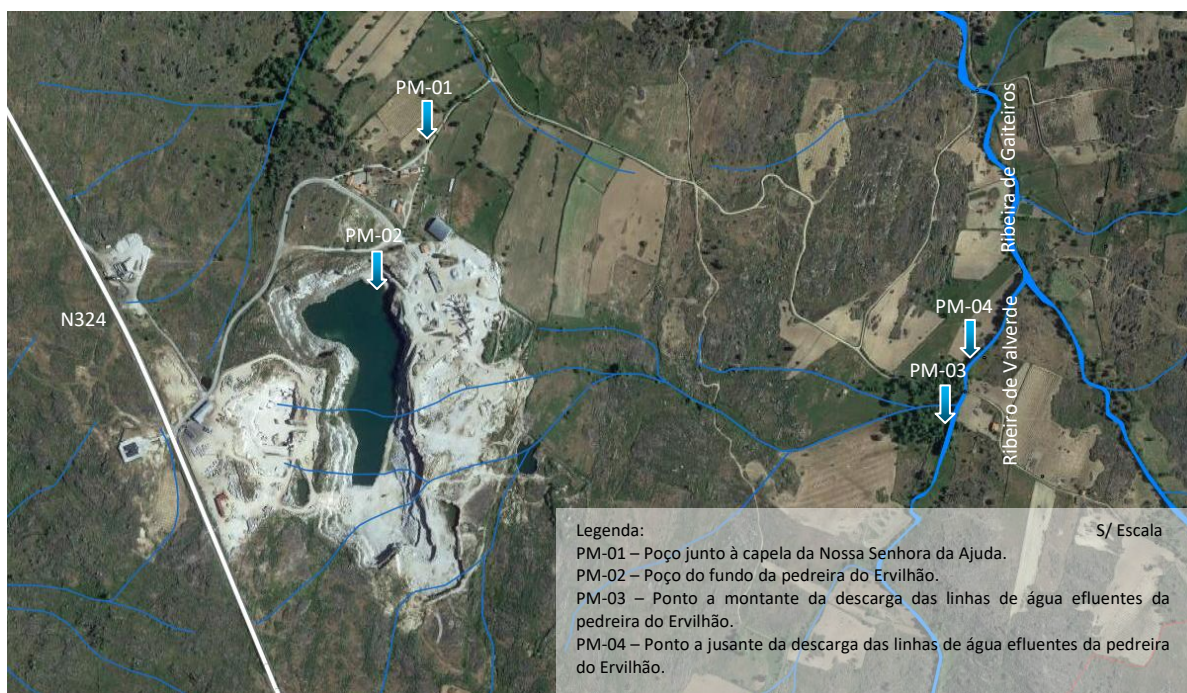 PM-01
PM-02
N324
PM-04
PM-03
Ribeira de Gaiteiros
Ribeiro de Valverde
Legenda: S/ Escala
PM-01 – Poço junto à capela da Nossa Senhora da Ajuda.
PM-02 – Poço do fundo da pedreira do Ervilhão.
PM-03 – Ponto a montante da descarga das linhas de água efluentes da
pedreira do Ervilhão.
PM-04 – Ponto a jusante da descarga das linhas de água efluentes da pedreira
do Ervilhão.